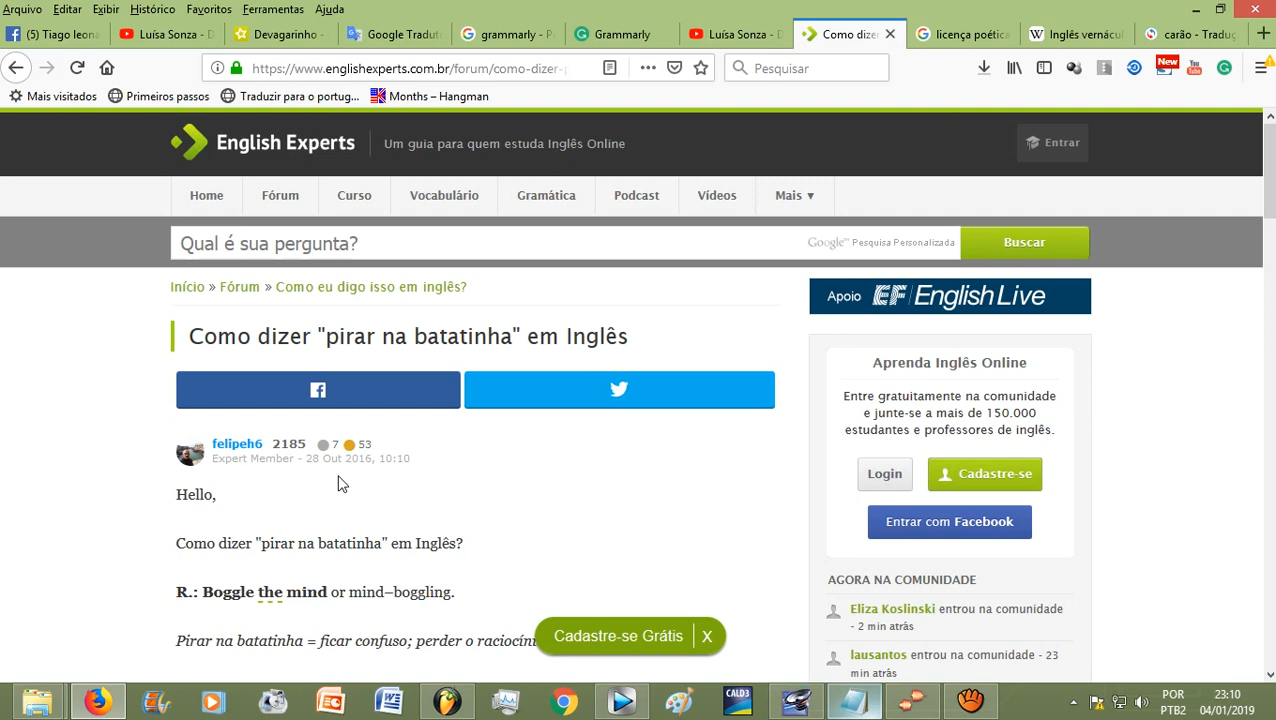 Arquivo Editar Exibir Histórico Favoritos Ferramentas Ajuda
(5) Tiago leona
Luísa Sonza - D
Devagarinho -
Google Tradut
grammarly - P
Grammarly
Luísa Sonza - D
Como dizer
licença poética
Inglês vernácul
carão - Traduç
https://www.englishexperts.com.br/forum/como-dizer-p
Pesquisar
New
You
Mais visitados Primeiros passos Traduzir para o portug... Months – Hangman
English Experts Um guia para quem estuda Inglês Online Entrar
Home Fórum Curso Vocabulário Gramática Podcast Vídeos Mais ▼
Qual é sua pergunta? Google™ Pesquisa Personalizada Buscar
Início » Fórum » Como eu digo isso em inglês?
Apoio EF English Live
Como dizer "pirar na batatinha" em Inglês
felipeh6 2185 7 53
Expert Member - 28 Out 2016, 10:10
Hello,
Como dizer "pirar na batatinha" em Inglês?
R.: Boggle the mind or mind–boggling.
Pirar na batatinha = ficar confuso; perder o raciocín
Cadastre-se Grátis X
Aprenda Inglês Online
Entre gratuitamente na comunidade
e junte-se a mais de 150.000
estudantes e professores de inglês.
Login Cadastre-se
Entrar com Facebook
AGORA NA COMUNIDADE
Eliza Koslinski entrou na comunidade
- 2 min atrás
lausantos entrou na comunidade - 23
min atrás
CALD3
POR
PTB2
23:10
04/01/2019